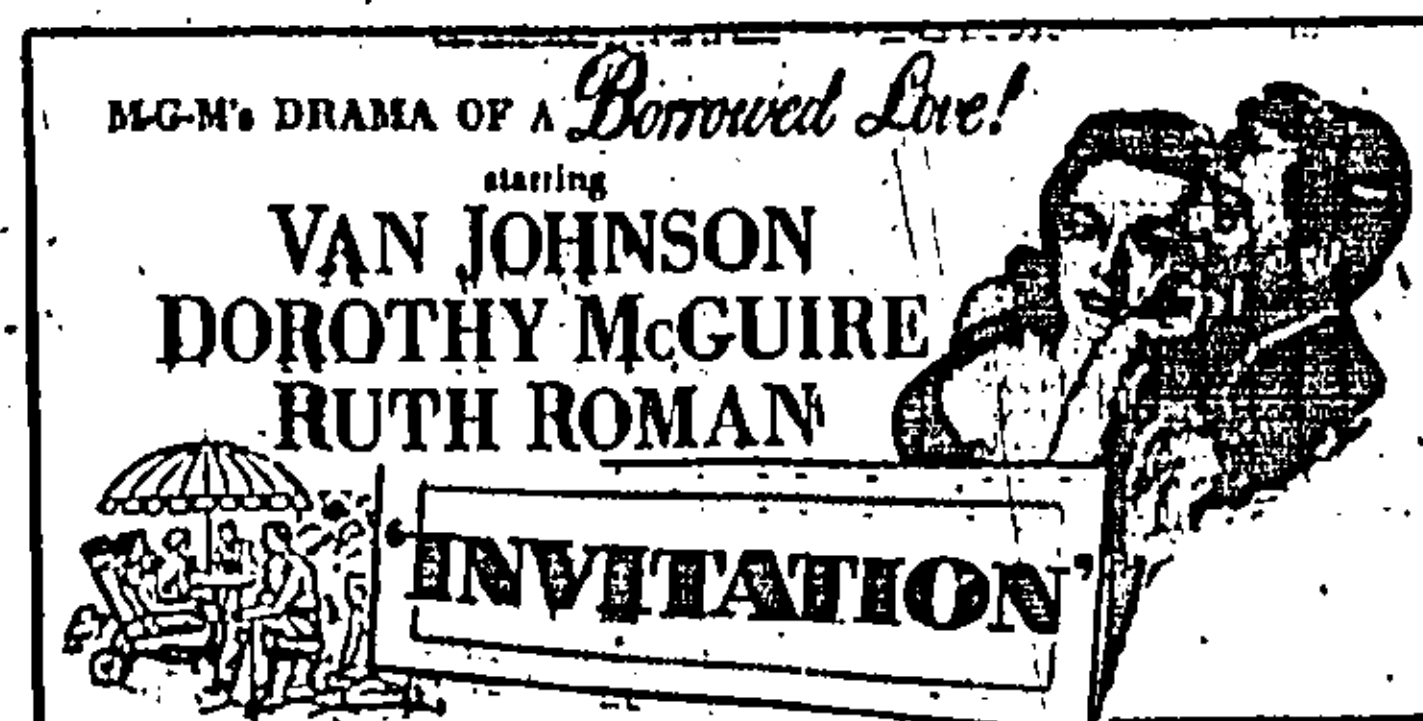 M-G-M's DRAMA OF A Borrowed Love!
starring
VAN JOHNSON
DOROTHY McGUIRE
RUTH ROMAN
"INVITATION"